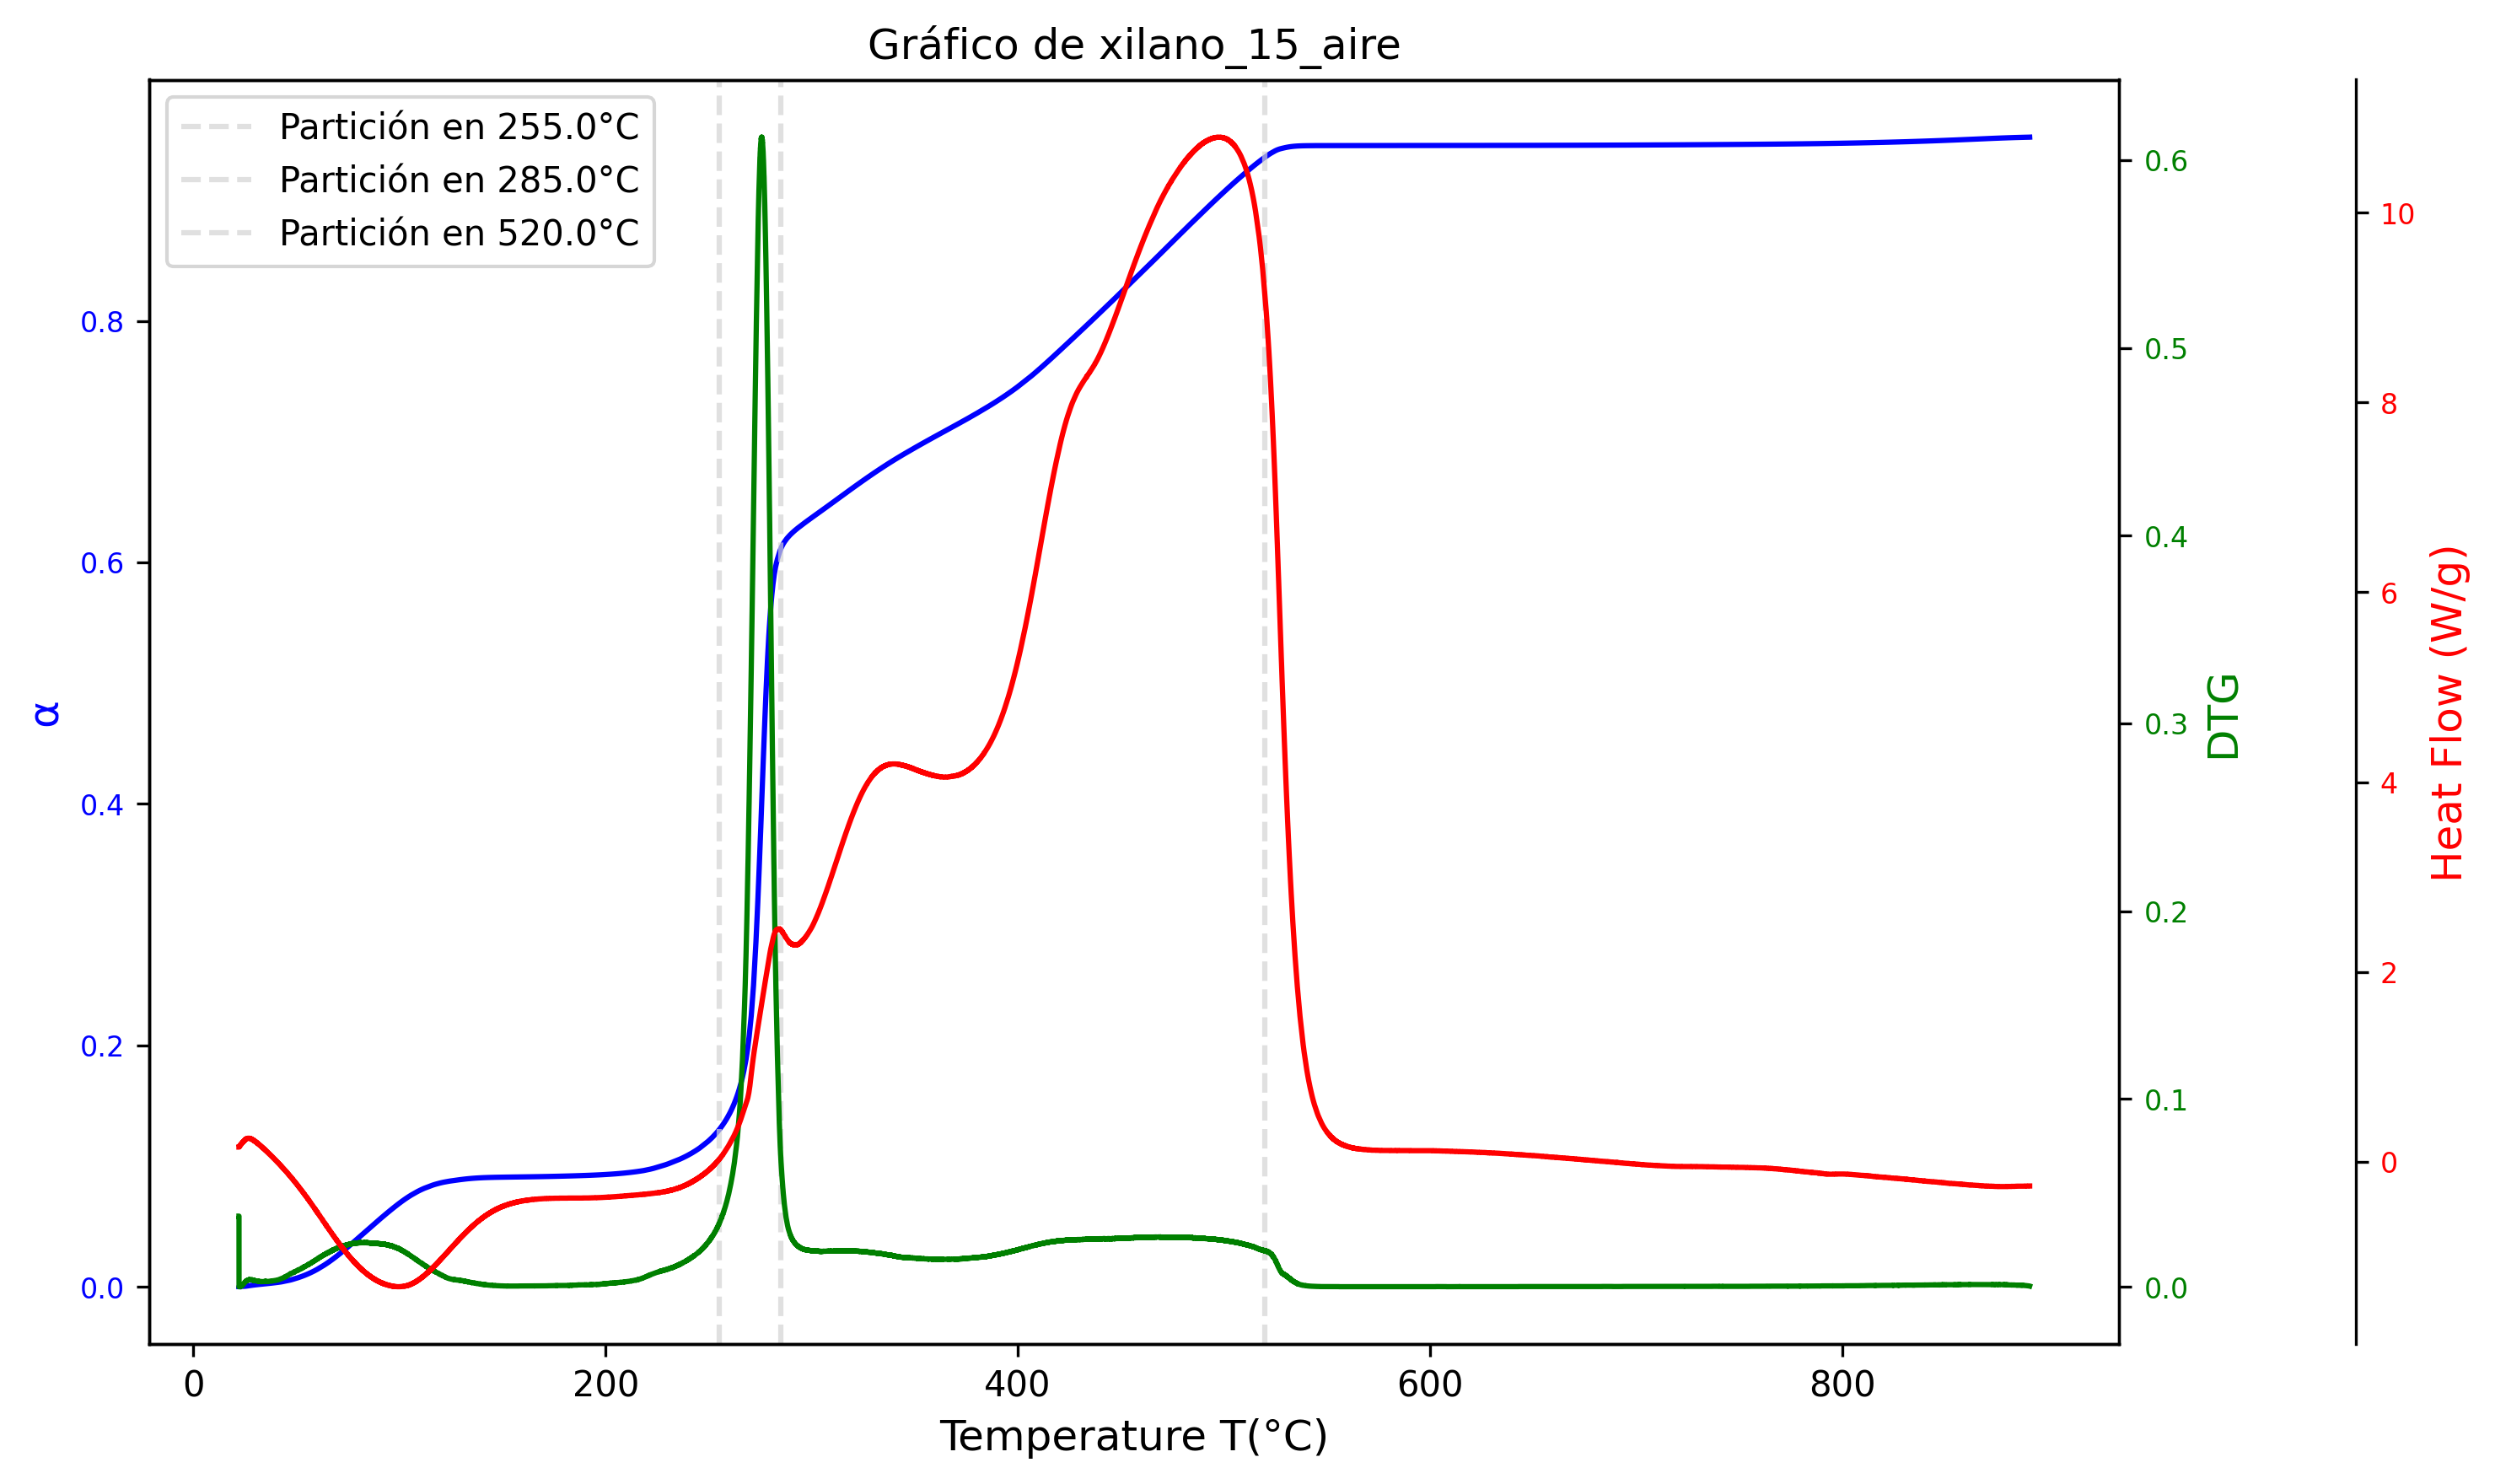 Gráfico de xilano_15_aire
Partición en 255.0°C
Partición en 285.0°C
Partición en 520.0°C
α
0.8
0.6
0.4
0.2
0.0
0
200
400
600
800
Temperature T(°C)
0.6
0.5
0.4
0.3
0.2
0.1
0.0
DTG
10
8
6
4
2
0
Heat Flow (W/g)